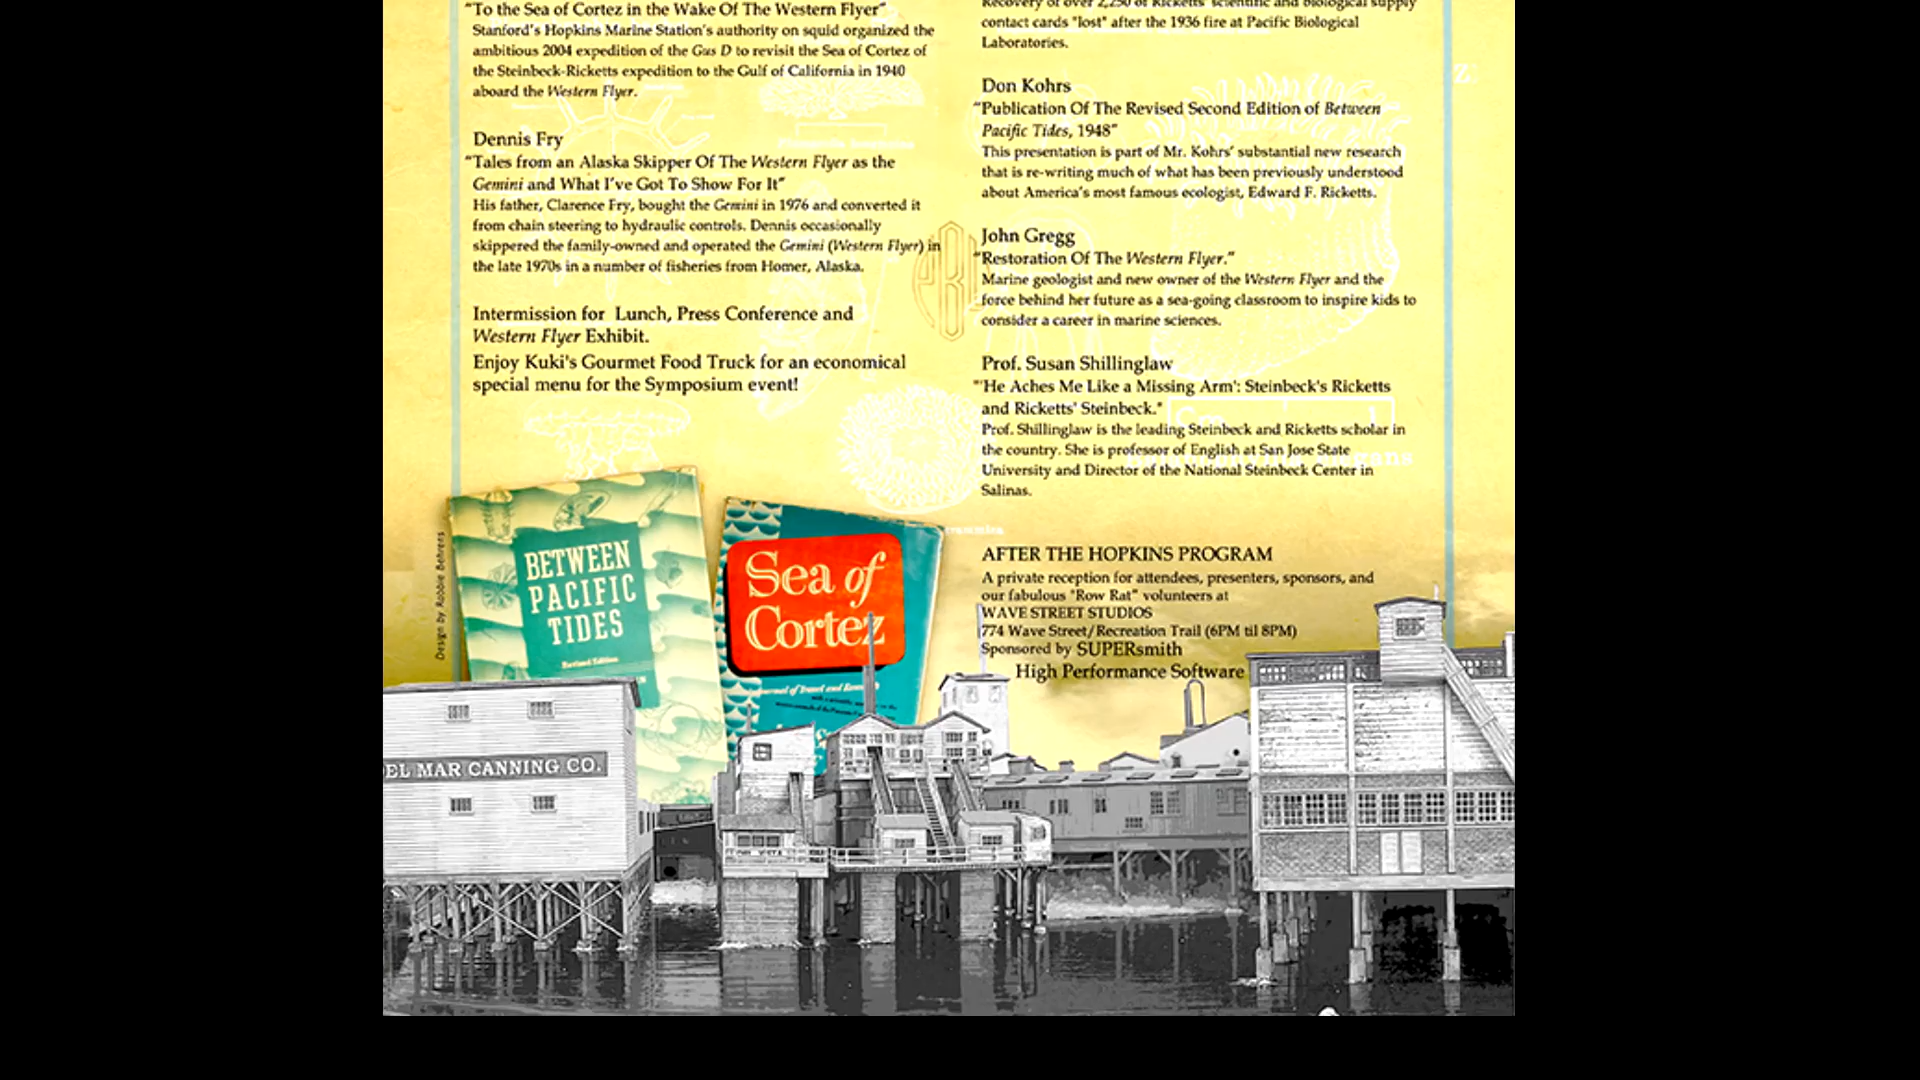 "To the Sea of Cortez in the Wake Of The Western Flyer"
Stanford's Hopkins Marine Station's authority on squid organized the
ambitious 2004 expedition of the Gus D to revisit the Sea of Cortez of
the Steinbeck-Ricketts expedition to the Gulf of California in 1940
aboard the Western Flyer.
Dennis Fry
"Tales from an Alaska Skipper Of The Western Flyer as the
Gemini and What I've Got To Show For It"
His father, Clarence Fry, bought the Gemini in 1976 and converted it
from chain steering to hydraulic controls. Dennis occasionally
skippered the family-owned and operated the Gemini (Western Flyer) in
the late 1970s in a number of fisheries from Homer, Alaska.
Intermission for Lunch, Press Conference and
Western Flyer Exhibit.
Enjoy Kuki's Gourmet Food Truck for an economical
special menu for the Symposium event!
Recovery of over 2,250 of Ricketts' scientific and biological supply
contact cards "lost" after the 1936 fire at Pacific Biological
Laboratories.
Don Kohrs
"Publication Of The Revised Second Edition of Between
Pacific Tides, 1948"
This presentation is part of Mr. Kohrs' substantial new research
that is re-writing much of what has been previously understood
about America's most famous ecologist, Edward F. Ricketts.
John Gregg
"Restoration Of The Western Flyer."
Marine geologist and new owner of the Western Flyer and the
force behind her future as a sea-going classroom to inspire kids to
consider a career in marine sciences.
Prof. Susan Shillinglaw
"'He Aches Me Like a Missing Arm': Steinbeck's Ricketts
and Ricketts' Steinbeck."
Prof. Shillinglaw is the leading Steinbeck and Ricketts scholar in
the country. She is professor of English at San Jose State
University and Director of the National Steinbeck Center in
Salinas.
AFTER THE HOPKINS PROGRAM
A private reception for attendees, presenters, sponsors, and
our fabulous "Row Rat" volunteers at
WAVE STREET STUDIOS
774 Wave Street/Recreation Trail (6PM til 8PM)
Sponsored by SUPERsmith
High Performance Software
Design by Robbie Behrens
BETWEEN
PACIFIC
TIDES
Revised Edition
Sea of
Cortez
EL MAR CANNING CO.